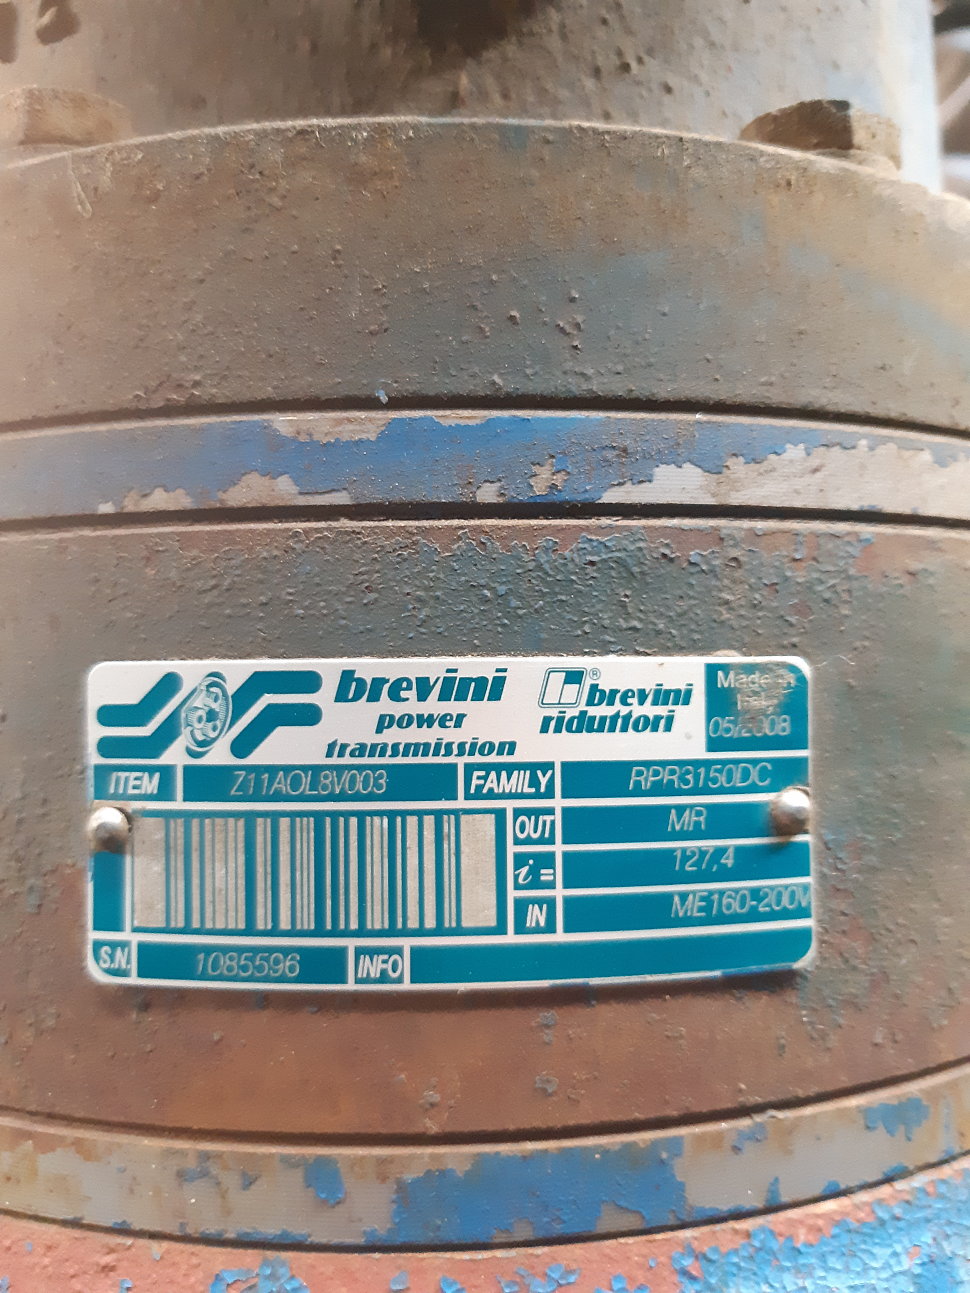 brevini
power
transmission
® brevini
riduttori
Made in
Italy
05/2008
ITEM Z11AOL8V003 FAMILY RPR3150DC
OUT MR
i = 127,4
IN ME160-200V
S.N. 1085596 INFO